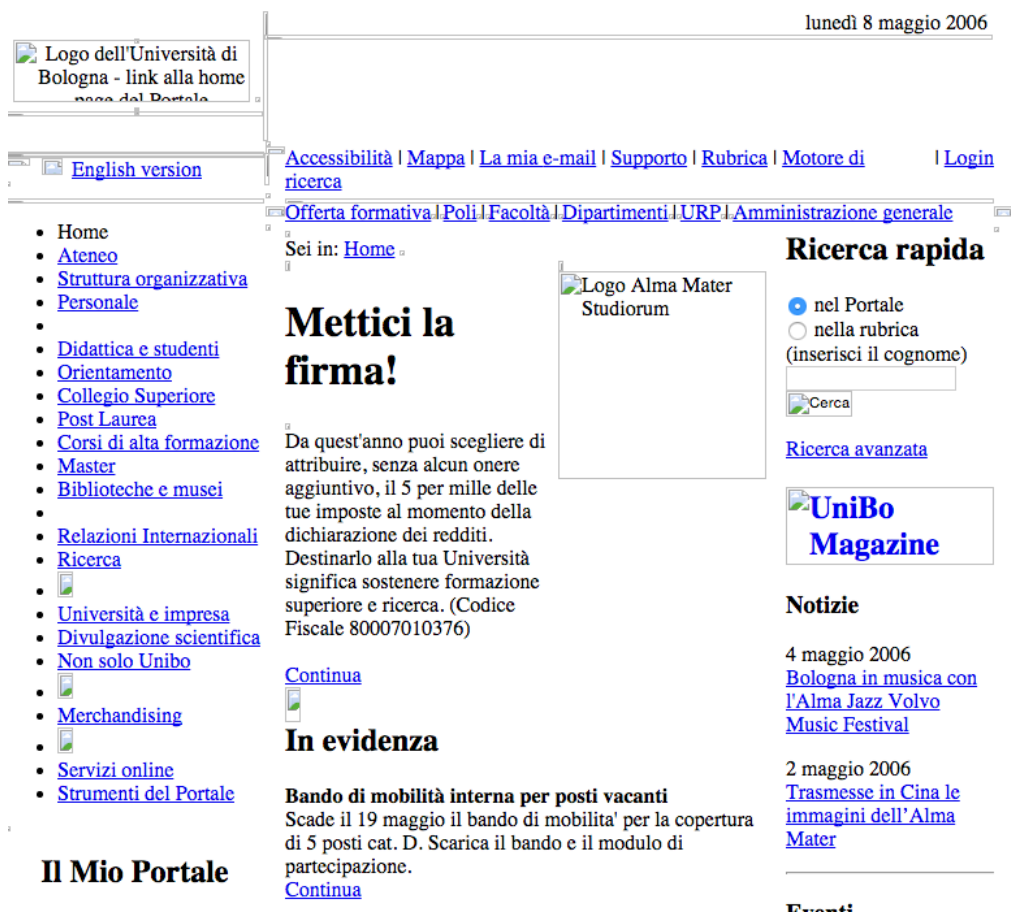 lunedì 8 maggio 2006
Logo dell'Università di
Bologna - link alla home
page del Portale
English version
Accessibilità | Mappa | La mia e-mail | Supporto | Rubrica | Motore di ricerca | Login
Offerta formativa | Poli | Facoltà | Dipartimenti | URP | Amministrazione generale
Home
Ateneo
Struttura organizzativa
Personale
Didattica e studenti
Orientamento
Collegio Superiore
Post Laurea
Corsi di alta formazione
Master
Biblioteche e musei
Relazioni Internazionali
Ricerca
Università e impresa
Divulgazione scientifica
Non solo Unibo
Merchandising
Servizi online
Strumenti del Portale
Il Mio Portale
Sei in: Home
Mettici la
firma!
Logo Alma Mater
Studiorum
Da quest'anno puoi scegliere di
attribuire, senza alcun onere
aggiuntivo, il 5 per mille delle
tue imposte al momento della
dichiarazione dei redditi.
Destinarlo alla tua Università
significa sostenere formazione
superiore e ricerca. (Codice
Fiscale 80007010376)
Continua
In evidenza
Bando di mobilità interna per posti vacanti
Scade il 19 maggio il bando di mobilita' per la copertura
di 5 posti cat. D. Scarica il bando e il modulo di
partecipazione.
Continua
Ricerca rapida
nel Portale
nella rubrica
(inserisci il cognome)
Cerca
Ricerca avanzata
UniBo
Magazine
Notizie
4 maggio 2006
Bologna in musica con
l'Alma Jazz Volvo
Music Festival
2 maggio 2006
Trasmesse in Cina le
immagini dell’Alma
Mater
Eventi